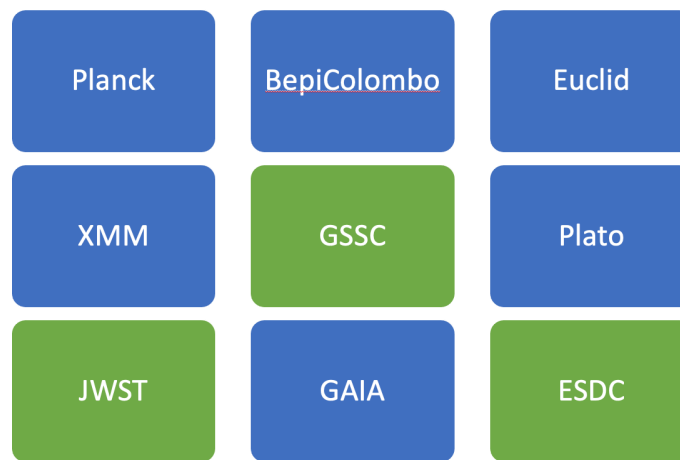 Planck
BepiColombo
Euclid
XMM
GSSC
Plato
JWST
GAIA
ESDC